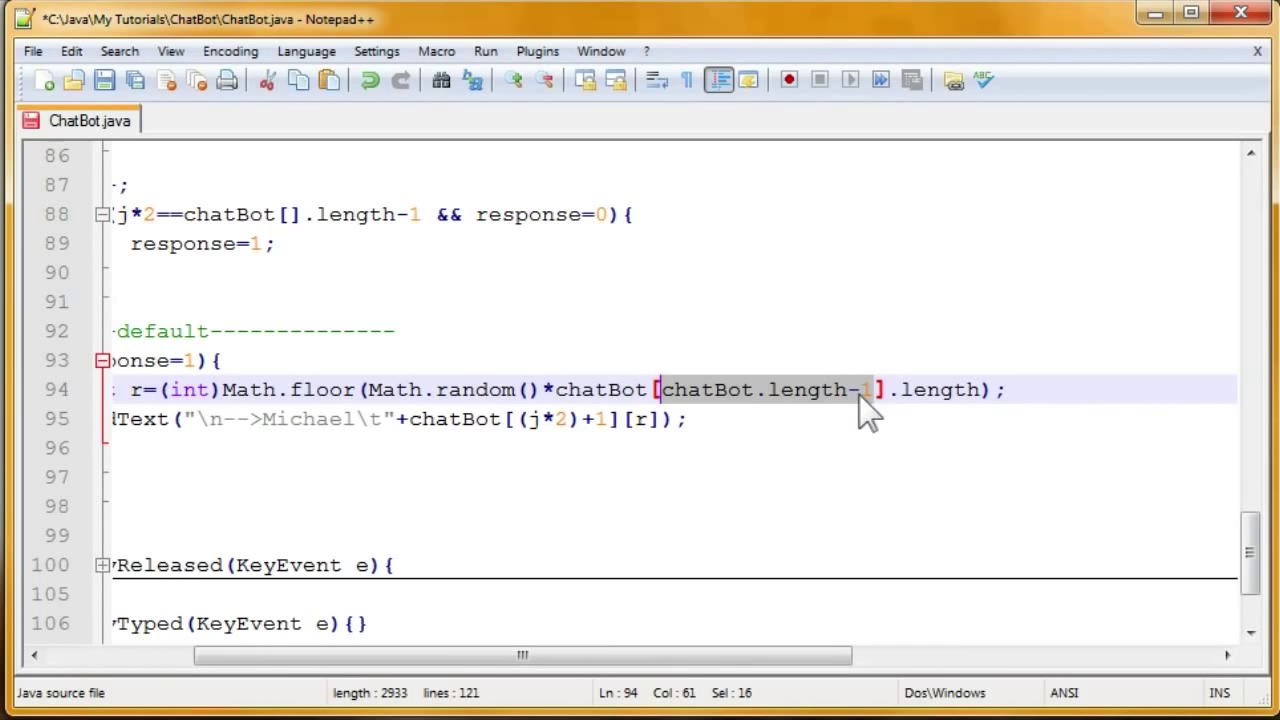 *C:\Java\My Tutorials\ChatBot\ChatBot.java - Notepad++
File Edit Search View Encoding Language Settings Macro Run Plugins Window ? X
ChatBot.java
86
87 ;
88 j*2==chatBot[].length-1 && response=0){
89 response=1;
90
91
92 -default--------------
93 ponse=1){
94 r=(int)Math.floor(Math.random()*chatBot[chatBot.length-1].length);
95 dText("\n-->Michael\t"+chatBot[(j*2)+1][r]);
96
97
98
99
100 yReleased(KeyEvent e){
105
106 yTyped(KeyEvent e){}
Java source file length : 2933 lines : 121 Ln : 94 Col : 61 Sel : 16 Dos\Windows ANSI INS